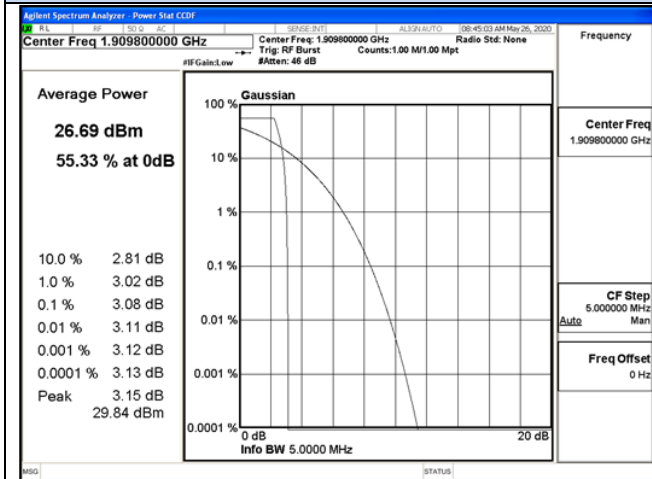 Agilent Spectrum Analyzer - Power Stat CCDF
RL RF 50 Ω AC SENSE:INT ALIGN AUTO 08:45:03 AM May 26, 2020
Center Freq 1.909800000 GHz
Center Freq: 1.909800000 GHz Radio Std: None
Trig: RF Burst Counts:1.00 M/1.00 Mpt
#IFGain:Low #Atten: 46 dB
Frequency
Average Power
26.69 dBm
55.33 % at 0dB
10.0 % 2.81 dB
1.0 % 3.02 dB
0.1 % 3.08 dB
0.01 % 3.11 dB
0.001 % 3.12 dB
0.0001 % 3.13 dB
Peak 3.15 dB
29.84 dBm
Gaussian
100 %
10 %
1 %
0.1 %
0.01 %
0.001 %
0.0001 %
0 dB 20 dB
Info BW 5.0000 MHz
Center Freq
1.909800000 GHz
CF Step
5.000000 MHz
Auto Man
Freq Offset
0 Hz
MSG STATUS